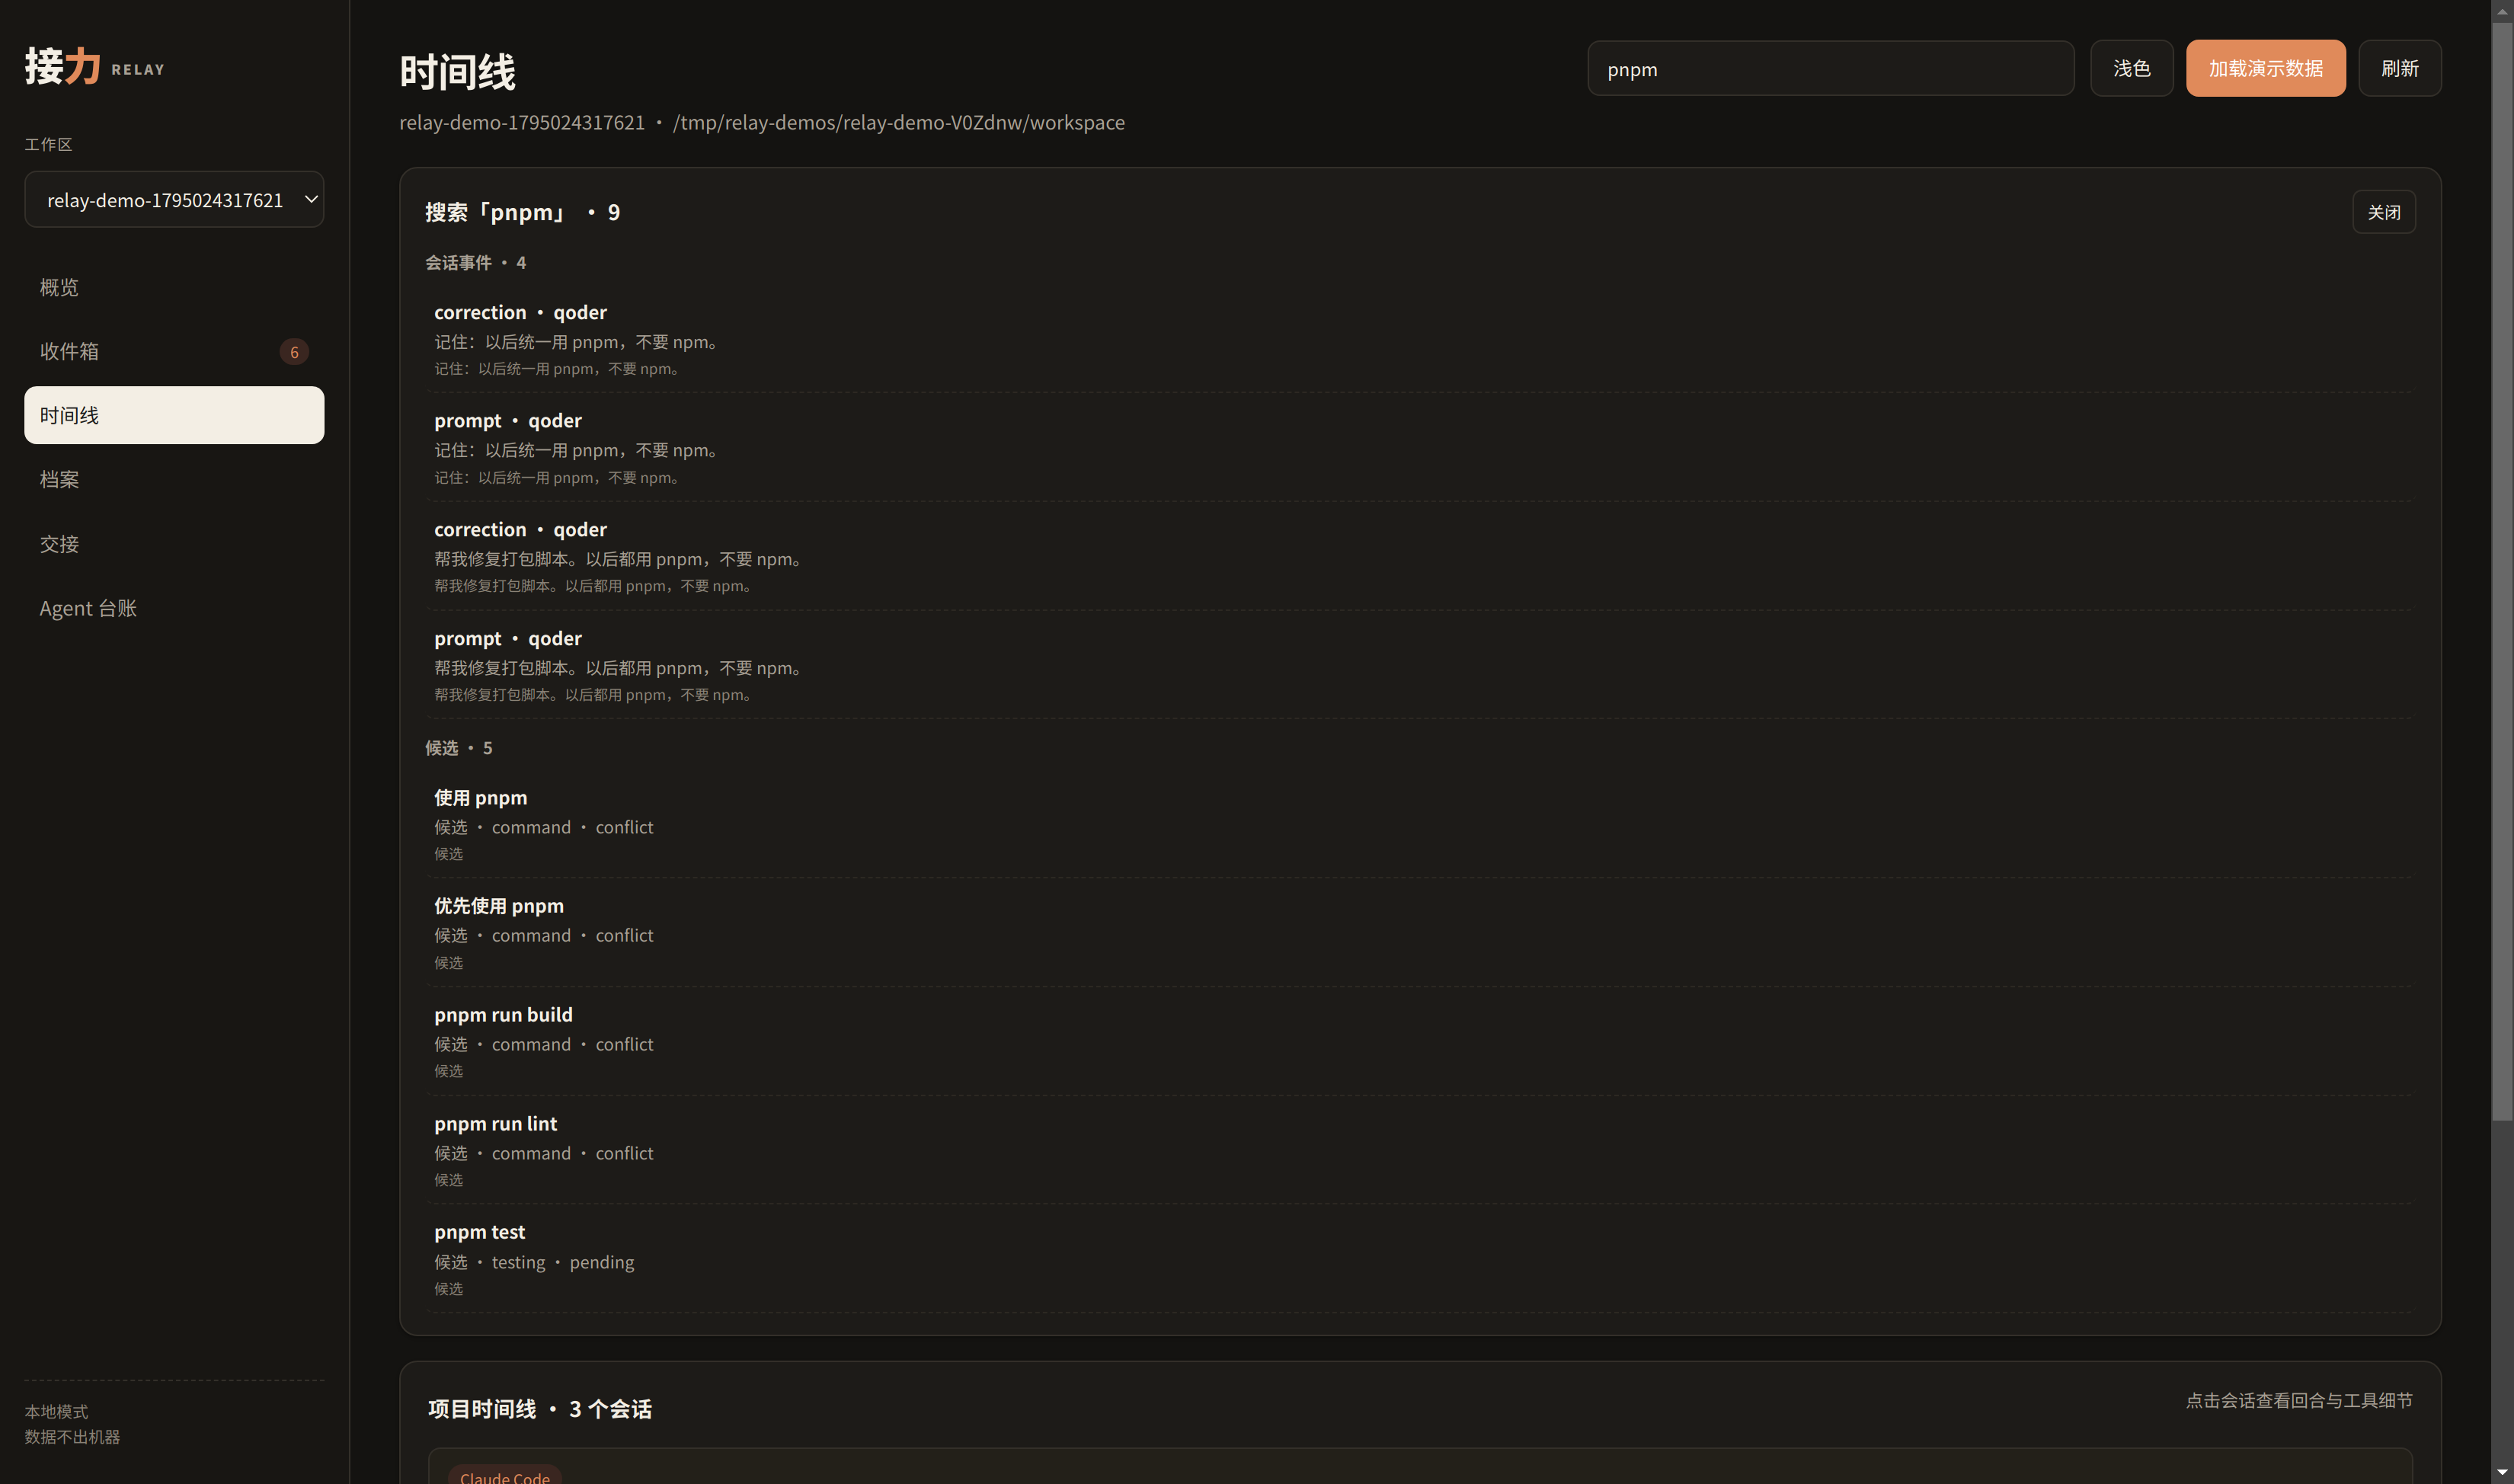 接力 RELAY
工作区
relay-demo-1795024317621
概览
收件箱 6
时间线
档案
交接
Agent 台账
本地模式
数据不出机器
时间线
pnpm
浅色
加载演示数据
刷新
relay-demo-1795024317621 · /tmp/relay-demos/relay-demo-V0Zdnw/workspace
搜索「pnpm」 · 9
关闭
会话事件 · 4
correction · qoder
记住：以后统一用 pnpm，不要 npm。
记住：以后统一用 pnpm，不要 npm。
prompt · qoder
记住：以后统一用 pnpm，不要 npm。
记住：以后统一用 pnpm，不要 npm。
correction · qoder
帮我修复打包脚本。以后都用 pnpm，不要 npm。
帮我修复打包脚本。以后都用 pnpm，不要 npm。
prompt · qoder
帮我修复打包脚本。以后都用 pnpm，不要 npm。
帮我修复打包脚本。以后都用 pnpm，不要 npm。
候选 · 5
使用 pnpm
候选 · command · conflict
候选
优先使用 pnpm
候选 · command · conflict
候选
pnpm run build
候选 · command · conflict
候选
pnpm run lint
候选 · command · conflict
候选
pnpm test
候选 · testing · pending
候选
项目时间线 · 3 个会话
点击会话查看回合与工具细节
Claude Code